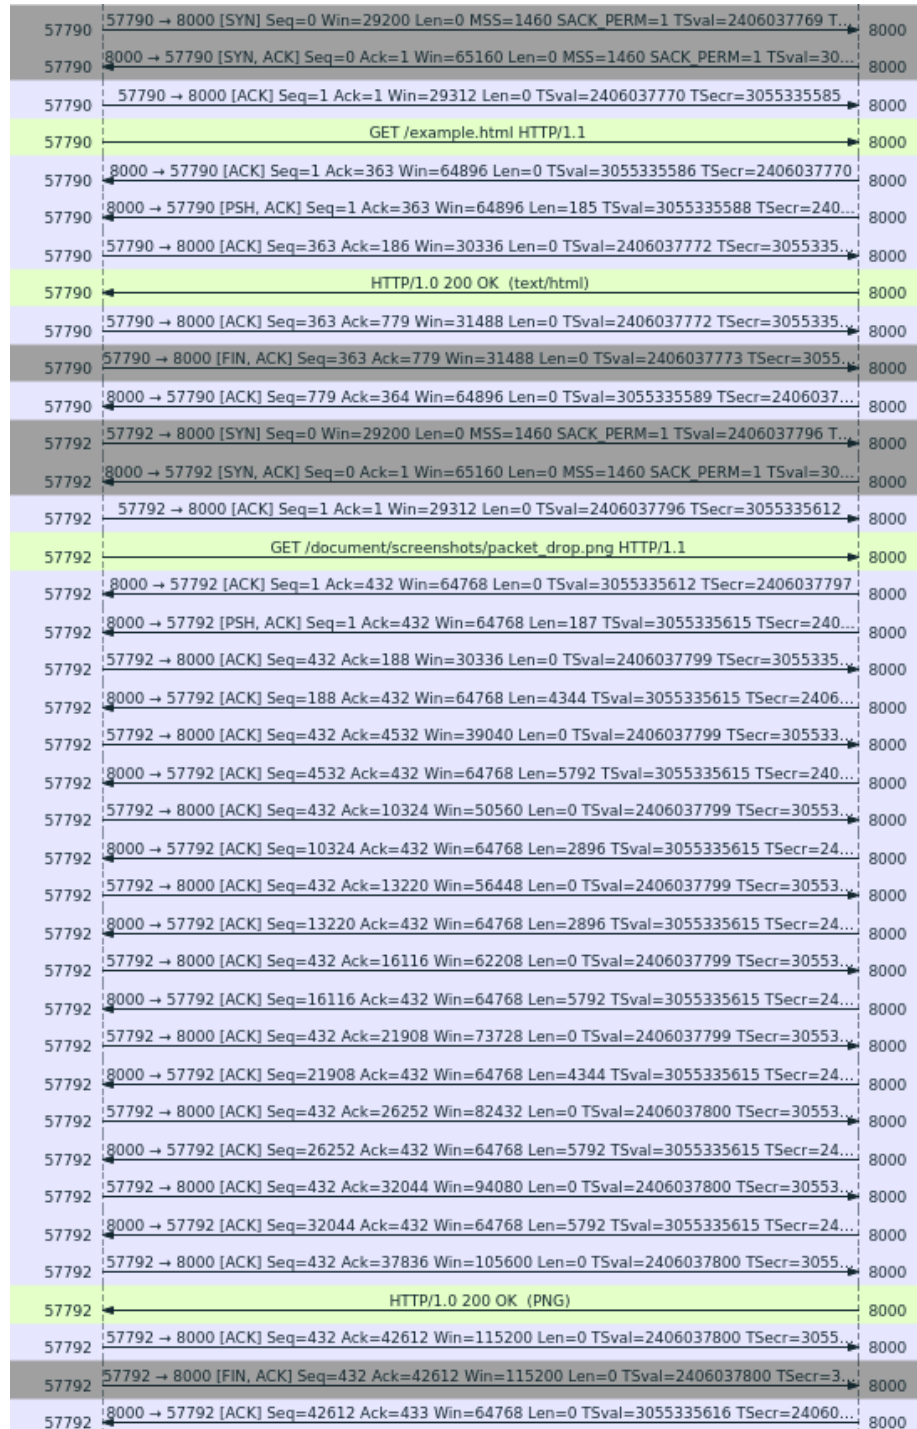 57790 57790 → 8000 [SYN] Seq=0 Win=29200 Len=0 MSS=1460 SACK_PERM=1 TSval=2406037769 T... 8000
57790 8000 → 57790 [SYN, ACK] Seq=0 Ack=1 Win=65160 Len=0 MSS=1460 SACK_PERM=1 TSval=30... 8000
57790 57790 → 8000 [ACK] Seq=1 Ack=1 Win=29312 Len=0 TSval=2406037770 TSecr=3055335585 8000
57790 GET /example.html HTTP/1.1 8000
57790 8000 → 57790 [ACK] Seq=1 Ack=363 Win=64896 Len=0 TSval=3055335586 TSecr=2406037770 8000
57790 8000 → 57790 [PSH, ACK] Seq=1 Ack=363 Win=64896 Len=185 TSval=3055335588 TSecr=240... 8000
57790 57790 → 8000 [ACK] Seq=363 Ack=186 Win=30336 Len=0 TSval=2406037772 TSecr=3055335... 8000
57790 HTTP/1.0 200 OK (text/html) 8000
57790 57790 → 8000 [ACK] Seq=363 Ack=779 Win=31488 Len=0 TSval=2406037772 TSecr=3055335... 8000
57790 57790 → 8000 [FIN, ACK] Seq=363 Ack=779 Win=31488 Len=0 TSval=2406037773 TSecr=3055... 8000
57790 8000 → 57790 [ACK] Seq=779 Ack=364 Win=64896 Len=0 TSval=3055335589 TSecr=2406037... 8000
57792 57792 → 8000 [SYN] Seq=0 Win=29200 Len=0 MSS=1460 SACK_PERM=1 TSval=2406037796 T... 8000
57792 8000 → 57792 [SYN, ACK] Seq=0 Ack=1 Win=65160 Len=0 MSS=1460 SACK_PERM=1 TSval=30... 8000
57792 57792 → 8000 [ACK] Seq=1 Ack=1 Win=29312 Len=0 TSval=2406037796 TSecr=3055335612 8000
57792 GET /document/screenshots/packet_drop.png HTTP/1.1 8000
57792 8000 → 57792 [ACK] Seq=1 Ack=432 Win=64768 Len=0 TSval=3055335612 TSecr=2406037797 8000
57792 8000 → 57792 [PSH, ACK] Seq=1 Ack=432 Win=64768 Len=187 TSval=3055335615 TSecr=240... 8000
57792 57792 → 8000 [ACK] Seq=432 Ack=188 Win=30336 Len=0 TSval=2406037799 TSecr=3055335... 8000
57792 8000 → 57792 [ACK] Seq=188 Ack=432 Win=64768 Len=4344 TSval=3055335615 TSecr=2406... 8000
57792 57792 → 8000 [ACK] Seq=432 Ack=4532 Win=39040 Len=0 TSval=2406037799 TSecr=305533... 8000
57792 8000 → 57792 [ACK] Seq=4532 Ack=432 Win=64768 Len=5792 TSval=3055335615 TSecr=240... 8000
57792 57792 → 8000 [ACK] Seq=432 Ack=10324 Win=50560 Len=0 TSval=2406037799 TSecr=30553... 8000
57792 8000 → 57792 [ACK] Seq=10324 Ack=432 Win=64768 Len=2896 TSval=3055335615 TSecr=24... 8000
57792 57792 → 8000 [ACK] Seq=432 Ack=13220 Win=56448 Len=0 TSval=2406037799 TSecr=30553... 8000
57792 8000 → 57792 [ACK] Seq=13220 Ack=432 Win=64768 Len=2896 TSval=3055335615 TSecr=24... 8000
57792 57792 → 8000 [ACK] Seq=432 Ack=16116 Win=62208 Len=0 TSval=2406037799 TSecr=30553... 8000
57792 8000 → 57792 [ACK] Seq=16116 Ack=432 Win=64768 Len=5792 TSval=3055335615 TSecr=24... 8000
57792 57792 → 8000 [ACK] Seq=432 Ack=21908 Win=73728 Len=0 TSval=2406037799 TSecr=30553... 8000
57792 8000 → 57792 [ACK] Seq=21908 Ack=432 Win=64768 Len=4344 TSval=3055335615 TSecr=24... 8000
57792 57792 → 8000 [ACK] Seq=432 Ack=26252 Win=82432 Len=0 TSval=2406037800 TSecr=30553... 8000
57792 8000 → 57792 [ACK] Seq=26252 Ack=432 Win=64768 Len=5792 TSval=3055335615 TSecr=24... 8000
57792 57792 → 8000 [ACK] Seq=432 Ack=32044 Win=94080 Len=0 TSval=2406037800 TSecr=30553... 8000
57792 8000 → 57792 [ACK] Seq=32044 Ack=432 Win=64768 Len=5792 TSval=3055335615 TSecr=24... 8000
57792 57792 → 8000 [ACK] Seq=432 Ack=37836 Win=105600 Len=0 TSval=2406037800 TSecr=3055... 8000
57792 HTTP/1.0 200 OK (PNG) 8000
57792 57792 → 8000 [ACK] Seq=432 Ack=42612 Win=115200 Len=0 TSval=2406037800 TSecr=3055... 8000
57792 57792 → 8000 [FIN, ACK] Seq=432 Ack=42612 Win=115200 Len=0 TSval=2406037800 TSecr=3... 8000
57792 8000 → 57792 [ACK] Seq=42612 Ack=433 Win=64768 Len=0 TSval=3055335616 TSecr=24060... 8000